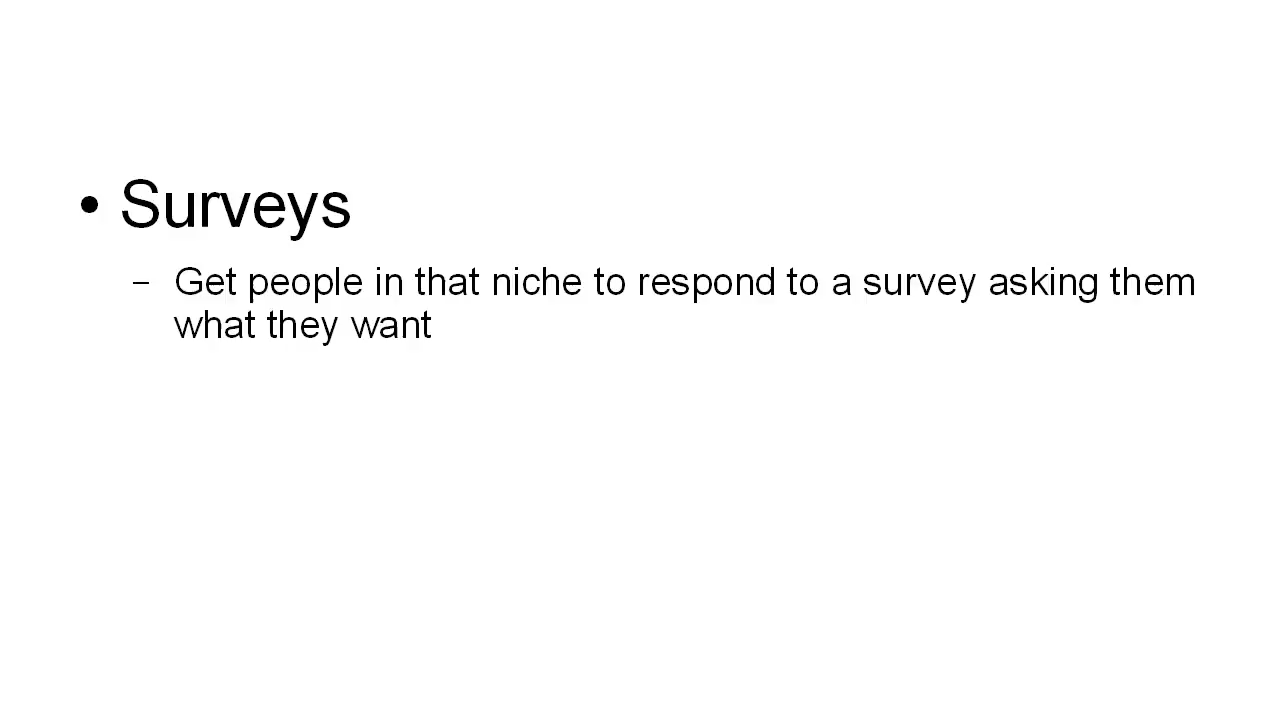 • Surveys
– Get people in that niche to respond to a survey asking them
what they want